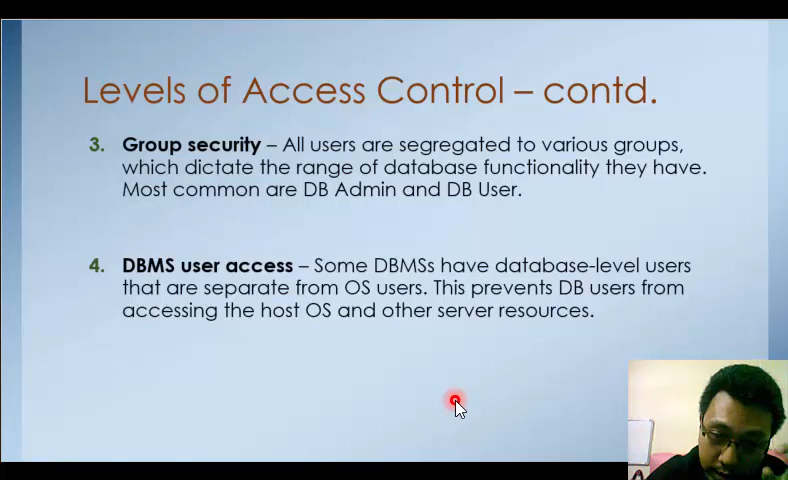 Levels of Access Control – contd.
3. Group security – All users are segregated to various groups,
which dictate the range of database functionality they have.
Most common are DB Admin and DB User.
4. DBMS user access – Some DBMSs have database-level users
that are separate from OS users. This prevents DB users from
accessing the host OS and other server resources.